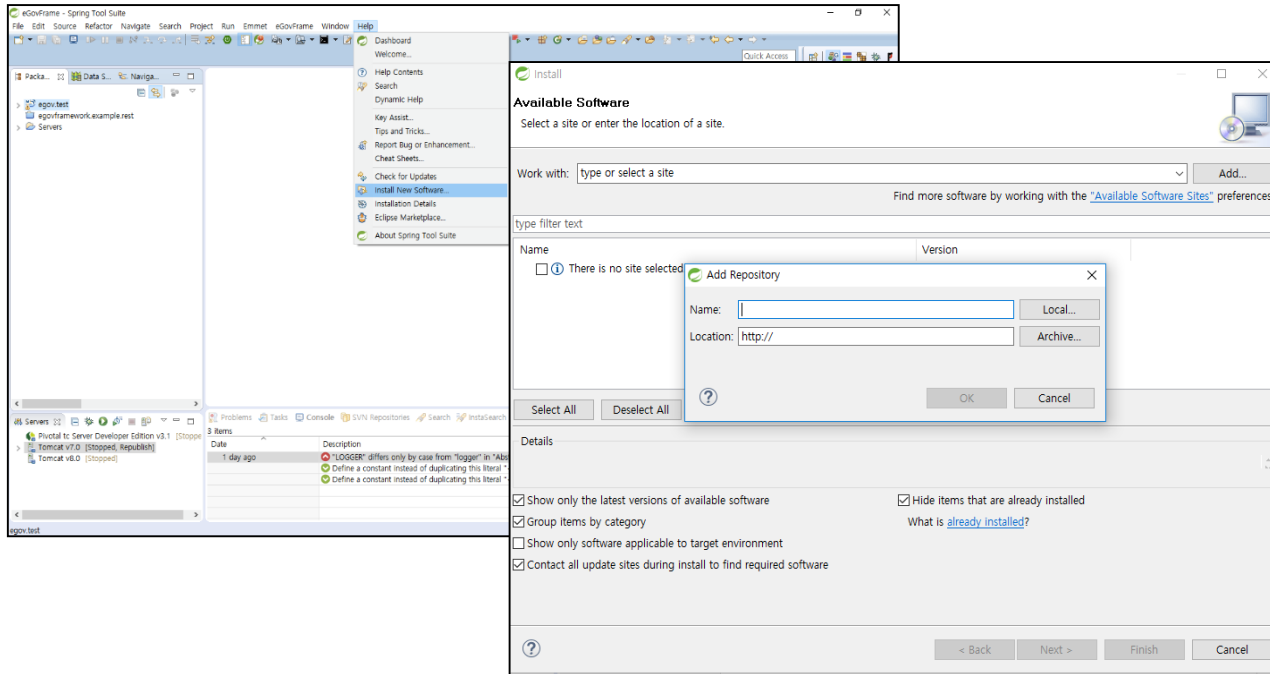 eGovFrame - Spring Tool Suite
File Edit Source Refactor Navigate Search Project Run Emmet eGovFrame Window Help
Quick Access
Dashboard
Welcome...
Help Contents
Search
Dynamic Help
Key Assist...
Tips and Tricks...
Report Bug or Enhancement...
Cheat Sheets...
Check for Updates
Install New Software...
Installation Details
Eclipse Marketplace...
About Spring Tool Suite
Packa... Data S... Naviga...
egov.test
egovframework.example.rest
Servers
Servers
Pivotal tc Server Developer Edition v3.1 [Stoppe
Tomcat v7.0 [Stopped, Republish]
Tomcat v8.0 [Stopped]
egov.test
Problems Tasks Console SVN Repositories Search InstaSearch
3 items
Date Description
1 day ago "LOGGER" differs only by case from "logger" in "Abs
Define a constant instead of duplicating this literal "
Define a constant instead of duplicating this literal "
Install
Available Software
Select a site or enter the location of a site.
Work with: type or select a site Add...
Find more software by working with the "Available Software Sites" preferences
type filter text
Name Version
There is no site selected
Add Repository
Name: Local...
Location: http:// Archive...
OK Cancel
Select All Deselect All
Details
Show only the latest versions of available software Hide items that are already installed
Group items by category What is already installed?
Show only software applicable to target environment
Contact all update sites during install to find required software
< Back Next > Finish Cancel